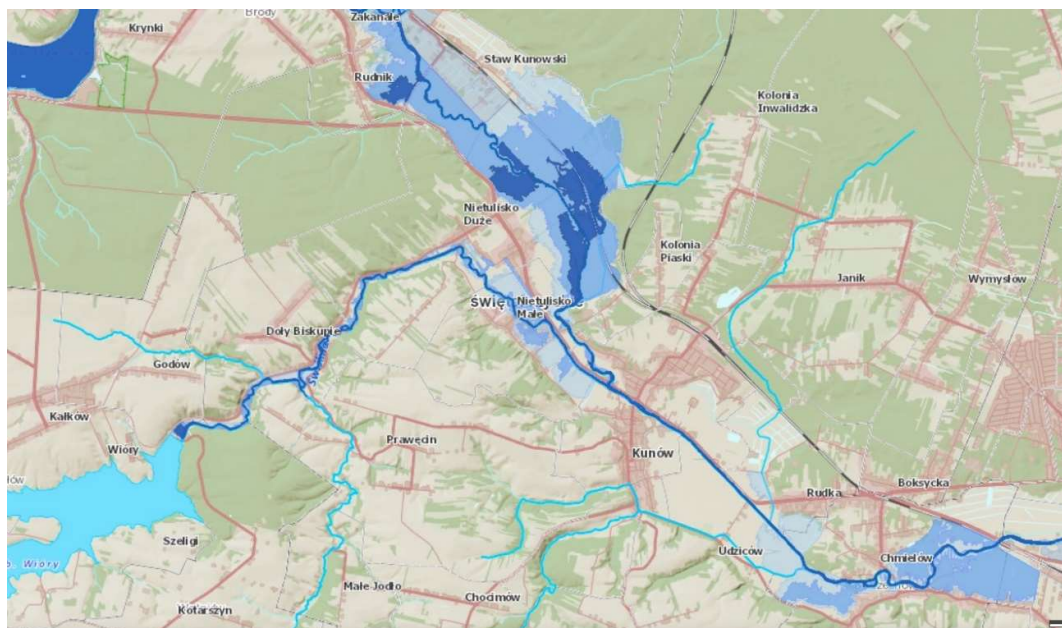 Zakanale
Brody
Krynki
Staw Kunowski
Rudnik
Kolonia
Inwalidzka
Nietulisko
Duże
Kolonia
Piaski
Janik
Wymysłów
Nietulisko
Małe
Doły Biskupie
Godów
Kałków
Prawęcin
Wióry
Kunów
Boksycka
Rudka
Szeligi
Udziców
Chmielów
Wióry
Małe Jodło
Chocimów
Kotarszyn